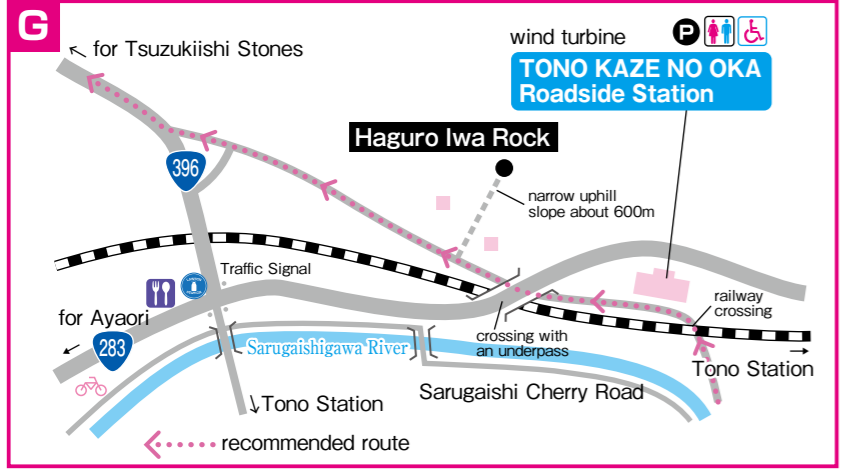 G
← for Tsuzukiishi Stones
wind turbine
P
TONO KAZE NO OKA
Roadside Station
Haguro Iwa Rock
396
narrow uphill
slope about 600m
Traffic Signal
for Ayaori
←
283
railway
crossing
crossing with
an underpass
Sarugaishigawa River
Tono Station
→
Sarugaishi Cherry Road
↓Tono Station
recommended route